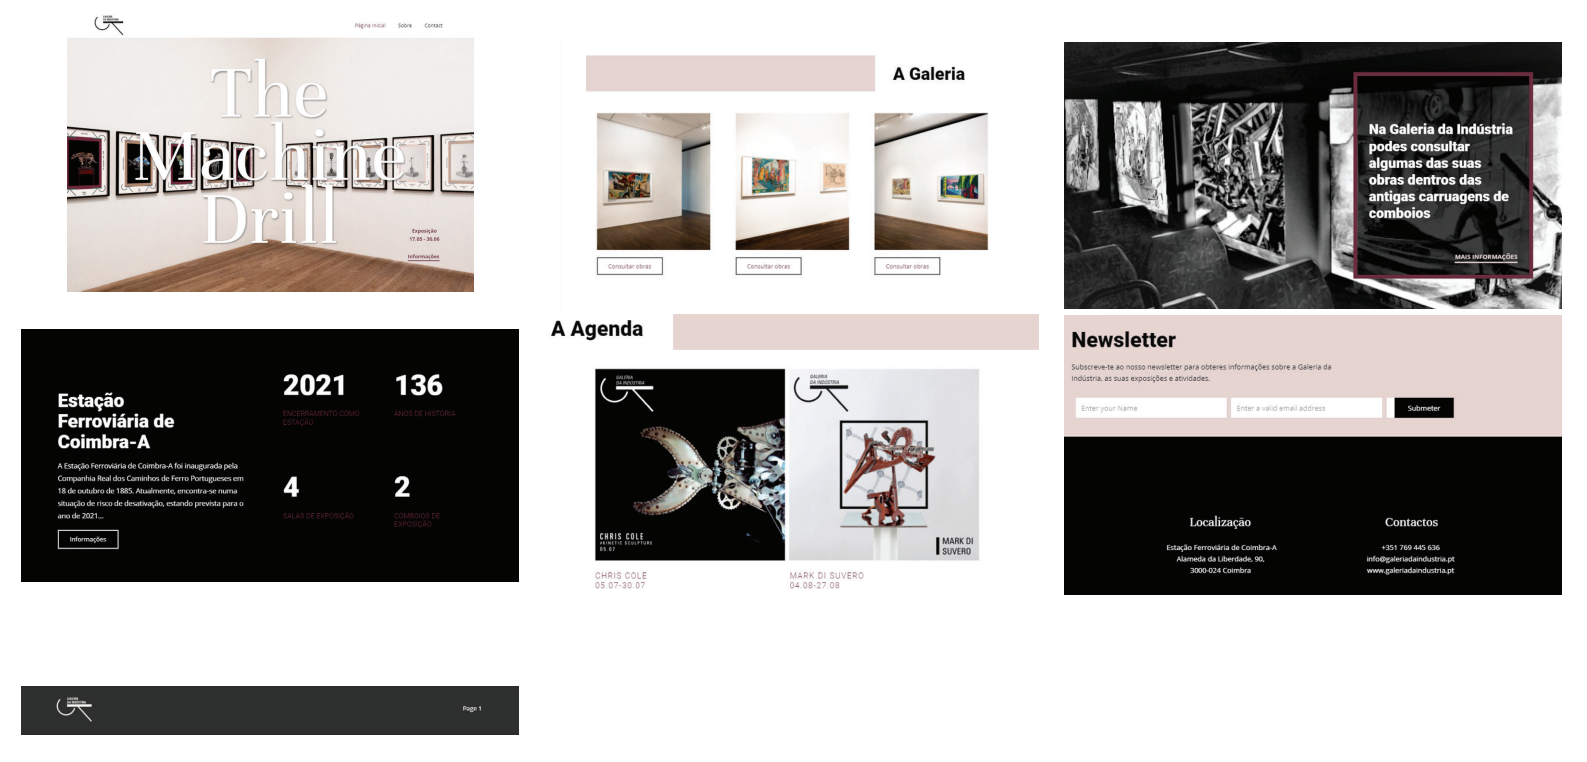 GALERIA
DA INDÚSTRIA
Página Inicial
Sobre
Contact
The
Machine
Drill
Exposição
17.05 - 30.06
Informações
A Galeria
Consultar obras
Consultar obras
Consultar obras
Na Galeria da Indústria
podes consultar
algumas das suas
obras dentros das
antigas carruagens de
comboios
MAIS INFORMAÇÕES
Estação
Ferroviária de
Coimbra-A
A Estação Ferroviária de Coimbra-A foi inaugurada pela
Companhia Real dos Caminhos de Ferro Portugueses em
18 de outubro de 1885. Atualmente, encontra-se numa
situação de risco de desativação, estando prevista para o
ano de 2021...
Informações
2021
ENCERRAMENTO COMO
ESTAÇÃO
136
ANOS DE HISTÓRIA
4
SALAS DE EXPOSIÇÃO
2
COMBOIOS DE
EXPOSIÇÃO
A Agenda
GALERIA
DA INDÚSTRIA
CHRIS COLE
#KINETIC SCULPTURE
05.07
GALERIA
DA INDÚSTRIA
MARK DI
SUVERO
CHRIS COLE
05.07-30.07
MARK DI SUVERO
04.08-27.08
Newsletter
Subscreve-te ao nosso newsletter para obteres informações sobre a Galeria da
Indústria, as suas exposições e atividades.
Enter your Name
Enter a valid email address
Submeter
Localização
Estação Ferroviária de Coimbra-A
Alameda da Liberdade, 90,
3000-024 Coimbra
Contactos
+351 769 445 636
info@galeriadaindustria.pt
www.galeriadaindustria.pt
GALERIA
DA INDÚSTRIA
Page 1